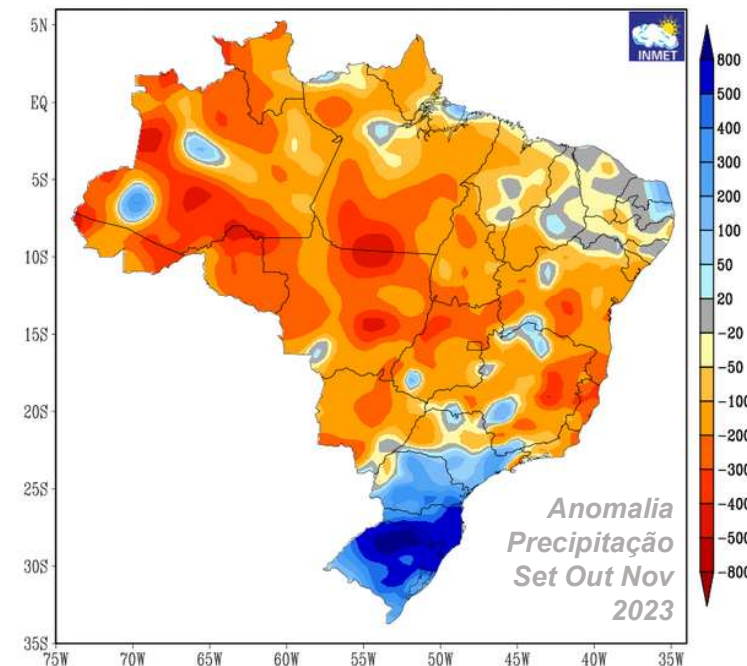 5N
EQ
5S
10S
15S
20S
25S
30S
35S
75W 70W 65W 60W 55W 50W 45W 40W 35W
INMET
800
500
400
300
200
100
50
20
-20
-50
-100
-200
-300
-400
-500
-800
Anomalia
Precipitação
Set Out Nov
2023